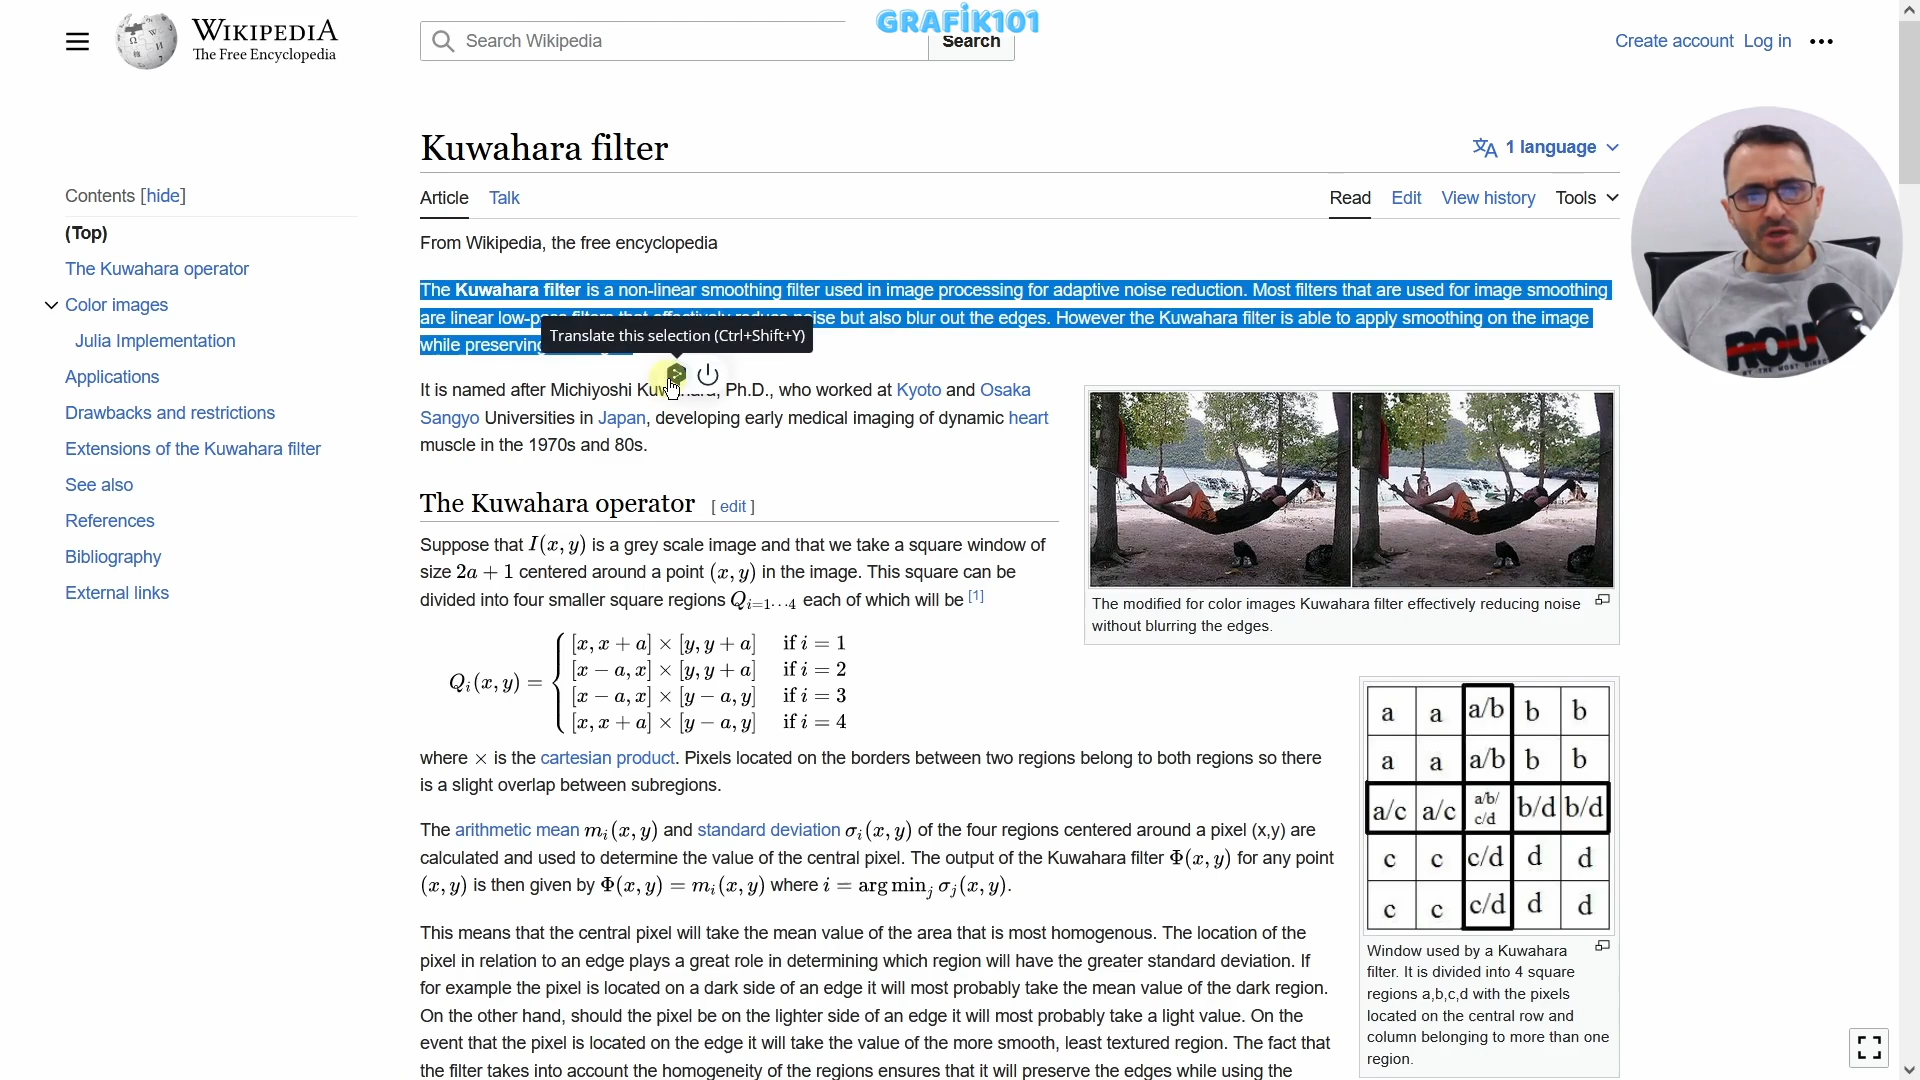 GRAFİK101
WIKIPEDIA
The Free Encyclopedia
Search Wikipedia
Search
Create account Log in
Kuwahara filter
1 language
Contents [hide]
(Top)
The Kuwahara operator
Color images
Julia Implementation
Applications
Drawbacks and restrictions
Extensions of the Kuwahara filter
See also
References
Bibliography
External links
Article Talk
Read Edit View history Tools
From Wikipedia, the free encyclopedia
The Kuwahara filter is a non-linear smoothing filter used in image processing for adaptive noise reduction. Most filters that are used for image smoothing
are linear low-pass filters that effectively reduce noise but also blur out the edges. However the Kuwahara filter is able to apply smoothing on the image
while preserving
Translate this selection (Ctrl+Shift+Y)
It is named after Michiyoshi Kuwahara, Ph.D., who worked at Kyoto and Osaka
Sangyo Universities in Japan, developing early medical imaging of dynamic heart
muscle in the 1970s and 80s.
The Kuwahara operator [ edit ]
Suppose that I(x, y) is a grey scale image and that we take a square window of
size 2a + 1 centered around a point (x, y) in the image. This square can be
divided into four smaller square regions Q_{i=1···4} each of which will be [1]
Q_i(x, y) = {
[x, x + a] × [y, y + a] if i = 1
[x − a, x] × [y, y + a] if i = 2
[x − a, x] × [y − a, y] if i = 3
[x, x + a] × [y − a, y] if i = 4
where × is the cartesian product. Pixels located on the borders between two regions belong to both regions so there
is a slight overlap between subregions.
The arithmetic mean m_i(x, y) and standard deviation σ_i(x, y) of the four regions centered around a pixel (x,y) are
calculated and used to determine the value of the central pixel. The output of the Kuwahara filter Φ(x, y) for any point
(x, y) is then given by Φ(x, y) = m_i(x, y) where i = arg min_j σ_j(x, y).
This means that the central pixel will take the mean value of the area that is most homogenous. The location of the
pixel in relation to an edge plays a great role in determining which region will have the greater standard deviation. If
for example the pixel is located on a dark side of an edge it will most probably take the mean value of the dark region.
On the other hand, should the pixel be on the lighter side of an edge it will most probably take a light value. On the
event that the pixel is located on the edge it will take the value of the more smooth, least textured region. The fact that
the filter takes into account the homogeneity of the regions ensures that it will preserve the edges while using the
The modified for color images Kuwahara filter effectively reducing noise
without blurring the edges.
a a a/b b b
a a a/b b b
a/c a/c a/b/c/d b/d b/d
c c c/d d d
c c c/d d d
Window used by a Kuwahara
filter. It is divided into 4 square
regions a,b,c,d with the pixels
located on the central row and
column belonging to more than one
region.